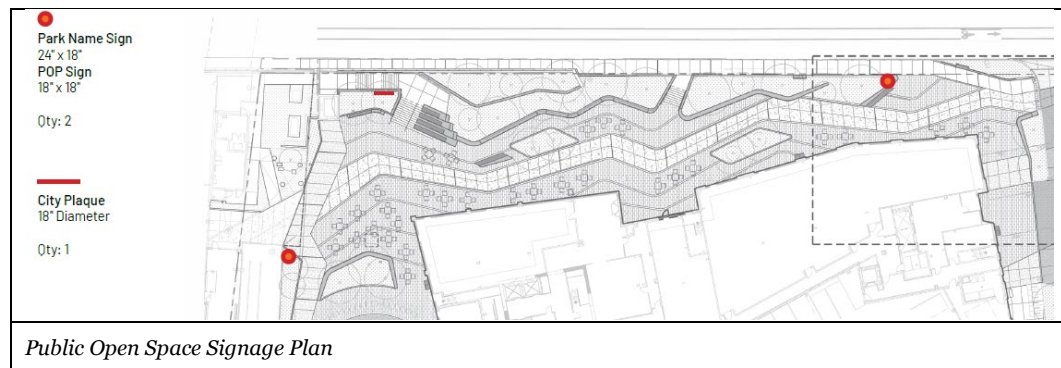 Park Name Sign
24" x 18"
POP Sign
18" x 18"
Qty: 2
City Plaque
18" Diameter
Qty: 1
Public Open Space Signage Plan